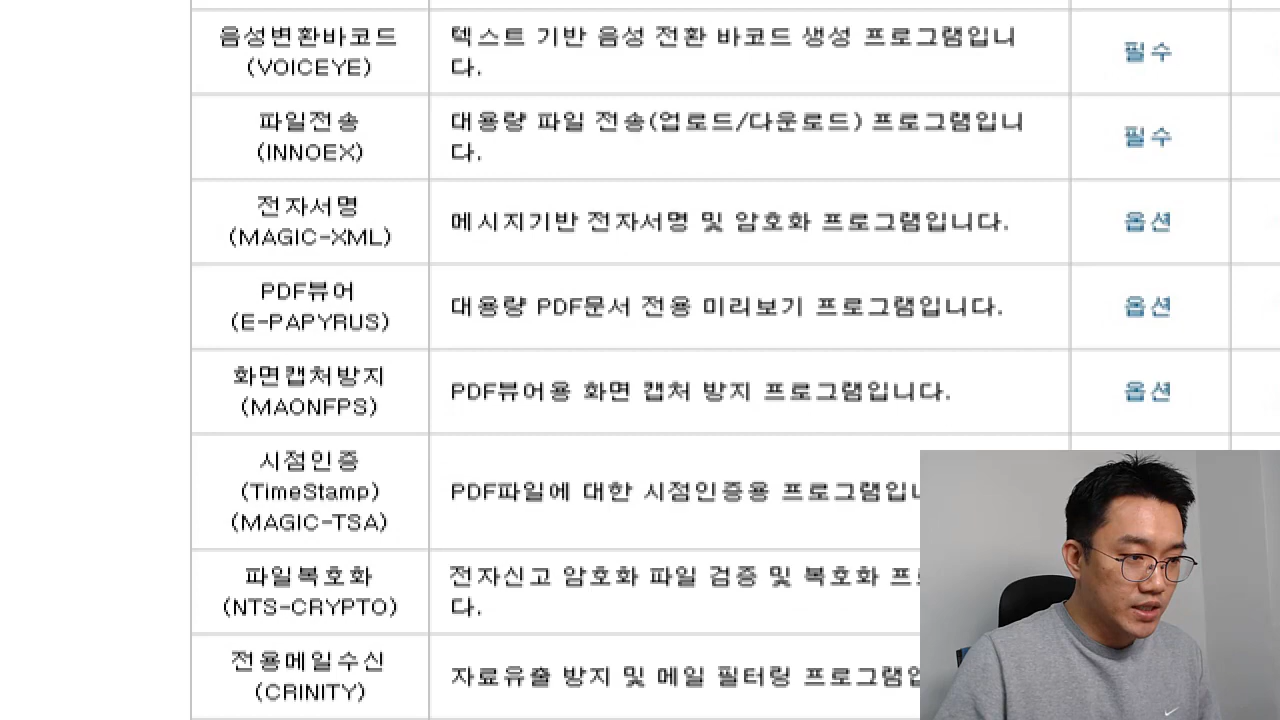 음성변환바코드
(VOICEYE)
텍스트 기반 음성 전환 바코드 생성 프로그램입니
다.
필수
파일전송
(INNOEX)
대용량 파일 전송(업로드/다운로드) 프로그램입니
다.
필수
전자서명
(MAGIC-XML)
메시지기반 전자서명 및 암호화 프로그램입니다.
옵션
PDF뷰어
(E-PAPYRUS)
대용량 PDF문서 전용 미리보기 프로그램입니다.
옵션
화면캡처방지
(MAONFPS)
PDF뷰어용 화면 캡처 방지 프로그램입니다.
옵션
시점인증
(TimeStamp)
(MAGIC-TSA)
PDF파일에 대한 시점인증용 프로그램입니
파일복호화
(NTS-CRYPTO)
전자신고 암호화 파일 검증 및 복호화 프로
다.
전용메일수신
(CRINITY)
자료유출 방지 및 메일 필터링 프로그램입